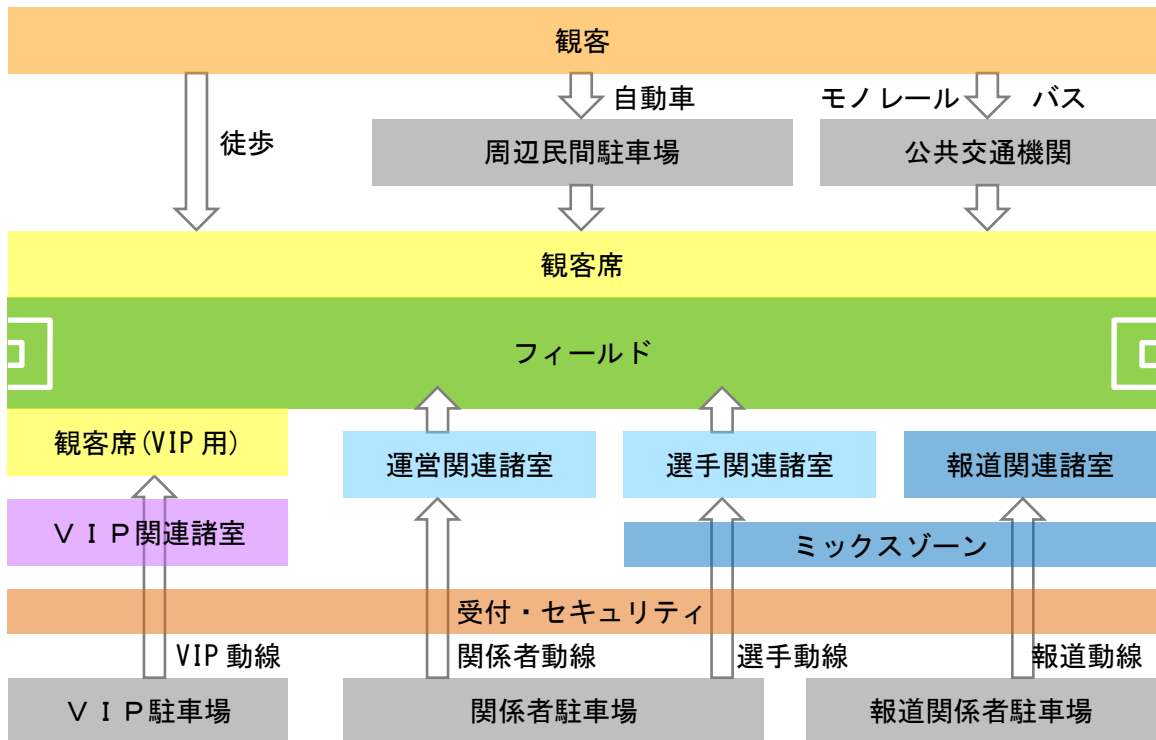 観客
自動車
モノレール
バス
徒歩
周辺民間駐車場
公共交通機関
観客席
フィールド
観客席(VIP用)
運営関連諸室
選手関連諸室
報道関連諸室
ＶＩＰ関連諸室
ミックスゾーン
受付・セキュリティ
VIP動線
関係者動線
選手動線
報道動線
ＶＩＰ駐車場
関係者駐車場
報道関係者駐車場